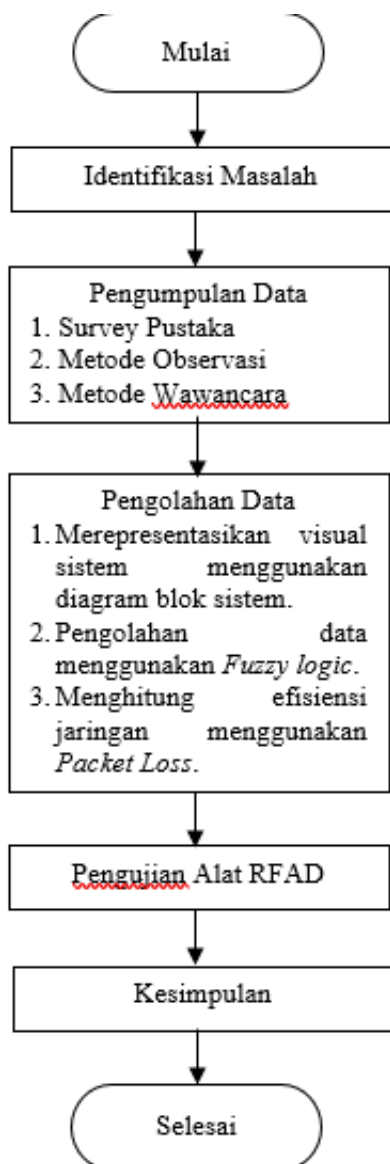 Mulai
Identifikasi Masalah
Pengumpulan Data
1. Survey Pustaka
2. Metode Observasi
3. Metode Wawancara
Pengolahan Data
1. Merepresentasikan visual
sistem menggunakan
diagram blok sistem.
2. Pengolahan data
menggunakan Fuzzy logic.
3. Menghitung efisiensi
jaringan menggunakan
Packet Loss.
Pengujian Alat RFAD
Kesimpulan
Selesai